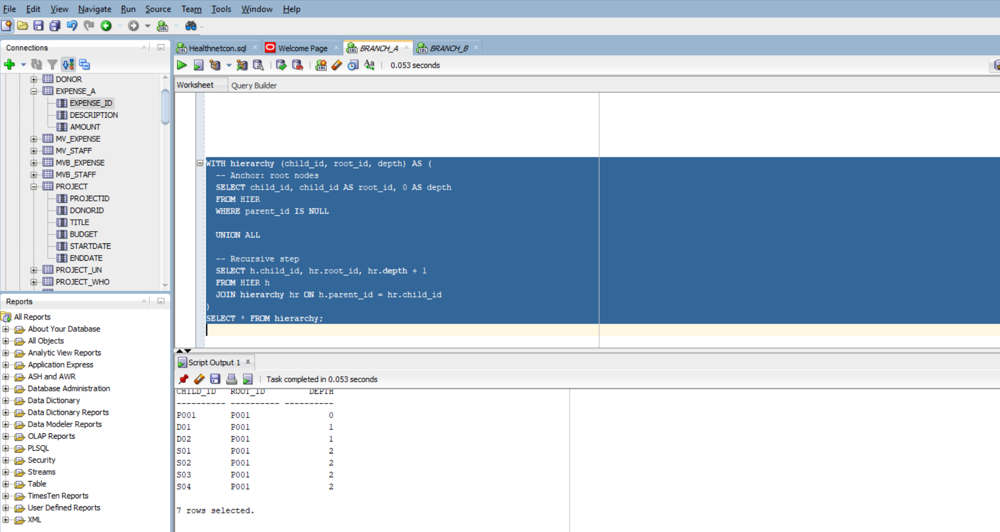 File Edit View Navigate Run Source Team Tools Window Help
Connections
DONOR
EXPENSE_A
EXPENSE_ID
DESCRIPTION
AMOUNT
MV_EXPENSE
MV_STAFF
MVB_EXPENSE
MVB_STAFF
PROJECT
PROJECTID
DONORID
TITLE
BUDGET
STARTDATE
ENDDATE
PROJECT_UN
PROJECT_WHO
Reports
All Reports
About Your Database
All Objects
Analytic View Reports
Application Express
ASH and AWR
Database Administration
Data Dictionary
Data Dictionary Reports
Data Modeler Reports
OLAP Reports
PLSQL
Security
Streams
Table
TimesTen Reports
User Defined Reports
XML
Healthnetcon.sql Welcome Page BRANCH_A BRANCH_B
0.053 seconds
Worksheet Query Builder
WITH hierarchy (child_id, root_id, depth) AS (
-- Anchor: root nodes
SELECT child_id, child_id AS root_id, 0 AS depth
FROM HIER
WHERE parent_id IS NULL
UNION ALL
-- Recursive step
SELECT h.child_id, hr.root_id, hr.depth + 1
FROM HIER h
JOIN hierarchy hr ON h.parent_id = hr.child_id
)
SELECT * FROM hierarchy;
Script Output 1
Task completed in 0.053 seconds
CHILD_ID ROOT_ID DEPTH
---------- ---------- ----------
P001 P001 0
D01 P001 1
D02 P001 1
S01 P001 2
S02 P001 2
S03 P001 2
S04 P001 2
7 rows selected.